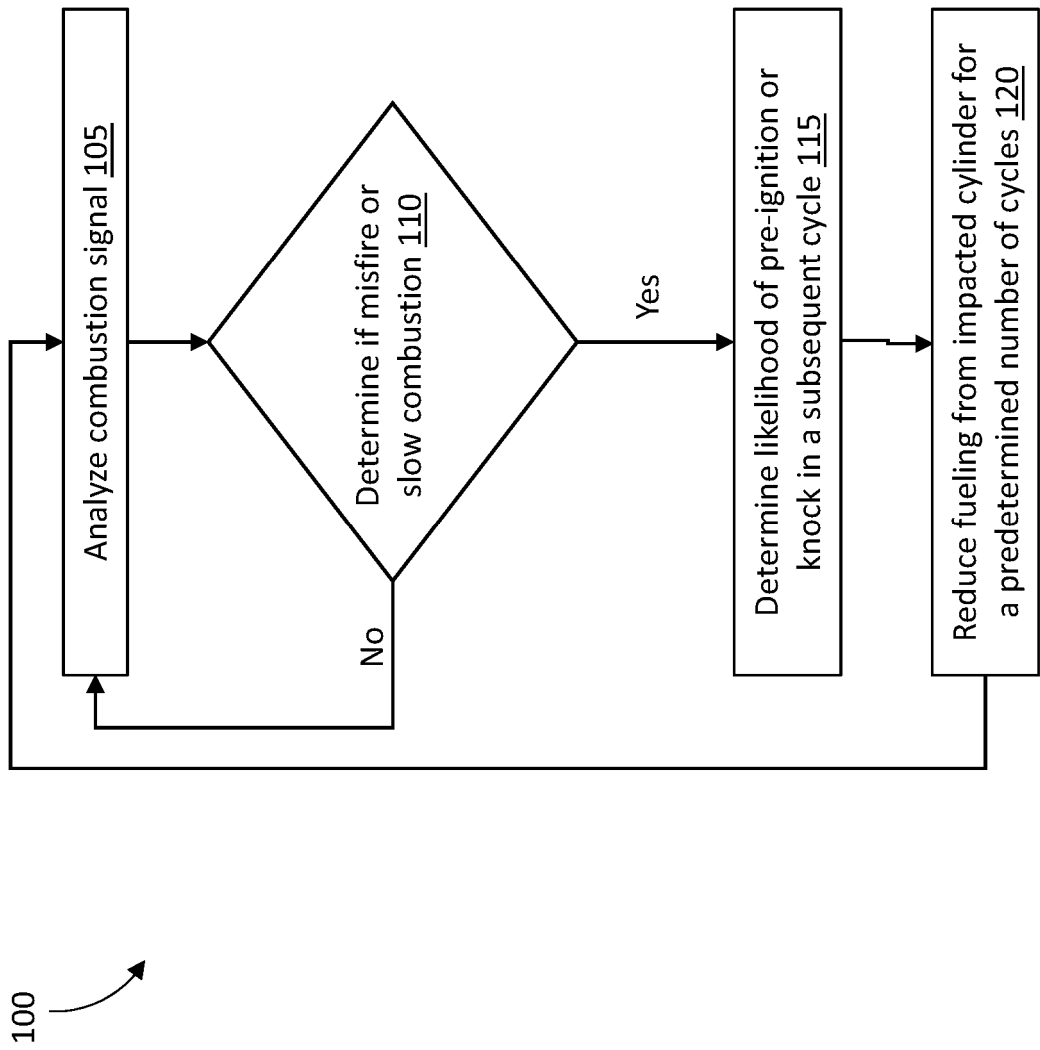 100
Analyze combustion signal 105
Determine if misfire or
slow combustion 110
No
Yes
Determine likelihood of pre-ignition or
knock in a subsequent cycle 115
Reduce fueling from impacted cylinder for
a predetermined number of cycles 120